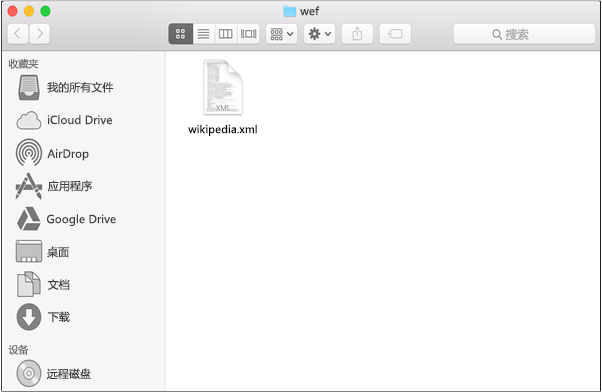 wef
搜索
收藏夹
我的所有文件
iCloud Drive
AirDrop
应用程序
Google Drive
桌面
文档
下载
设备
远程磁盘
XML
wikipedia.xml